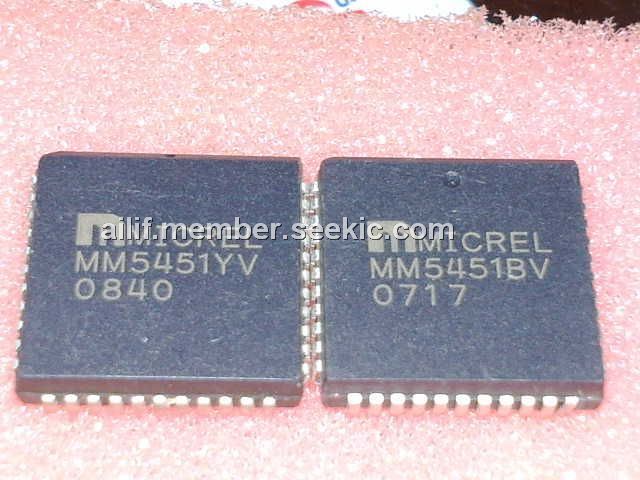 MICREL
MM5451YV
0840
MICREL
MM5451BV
0717
ailif.member.seekic.com